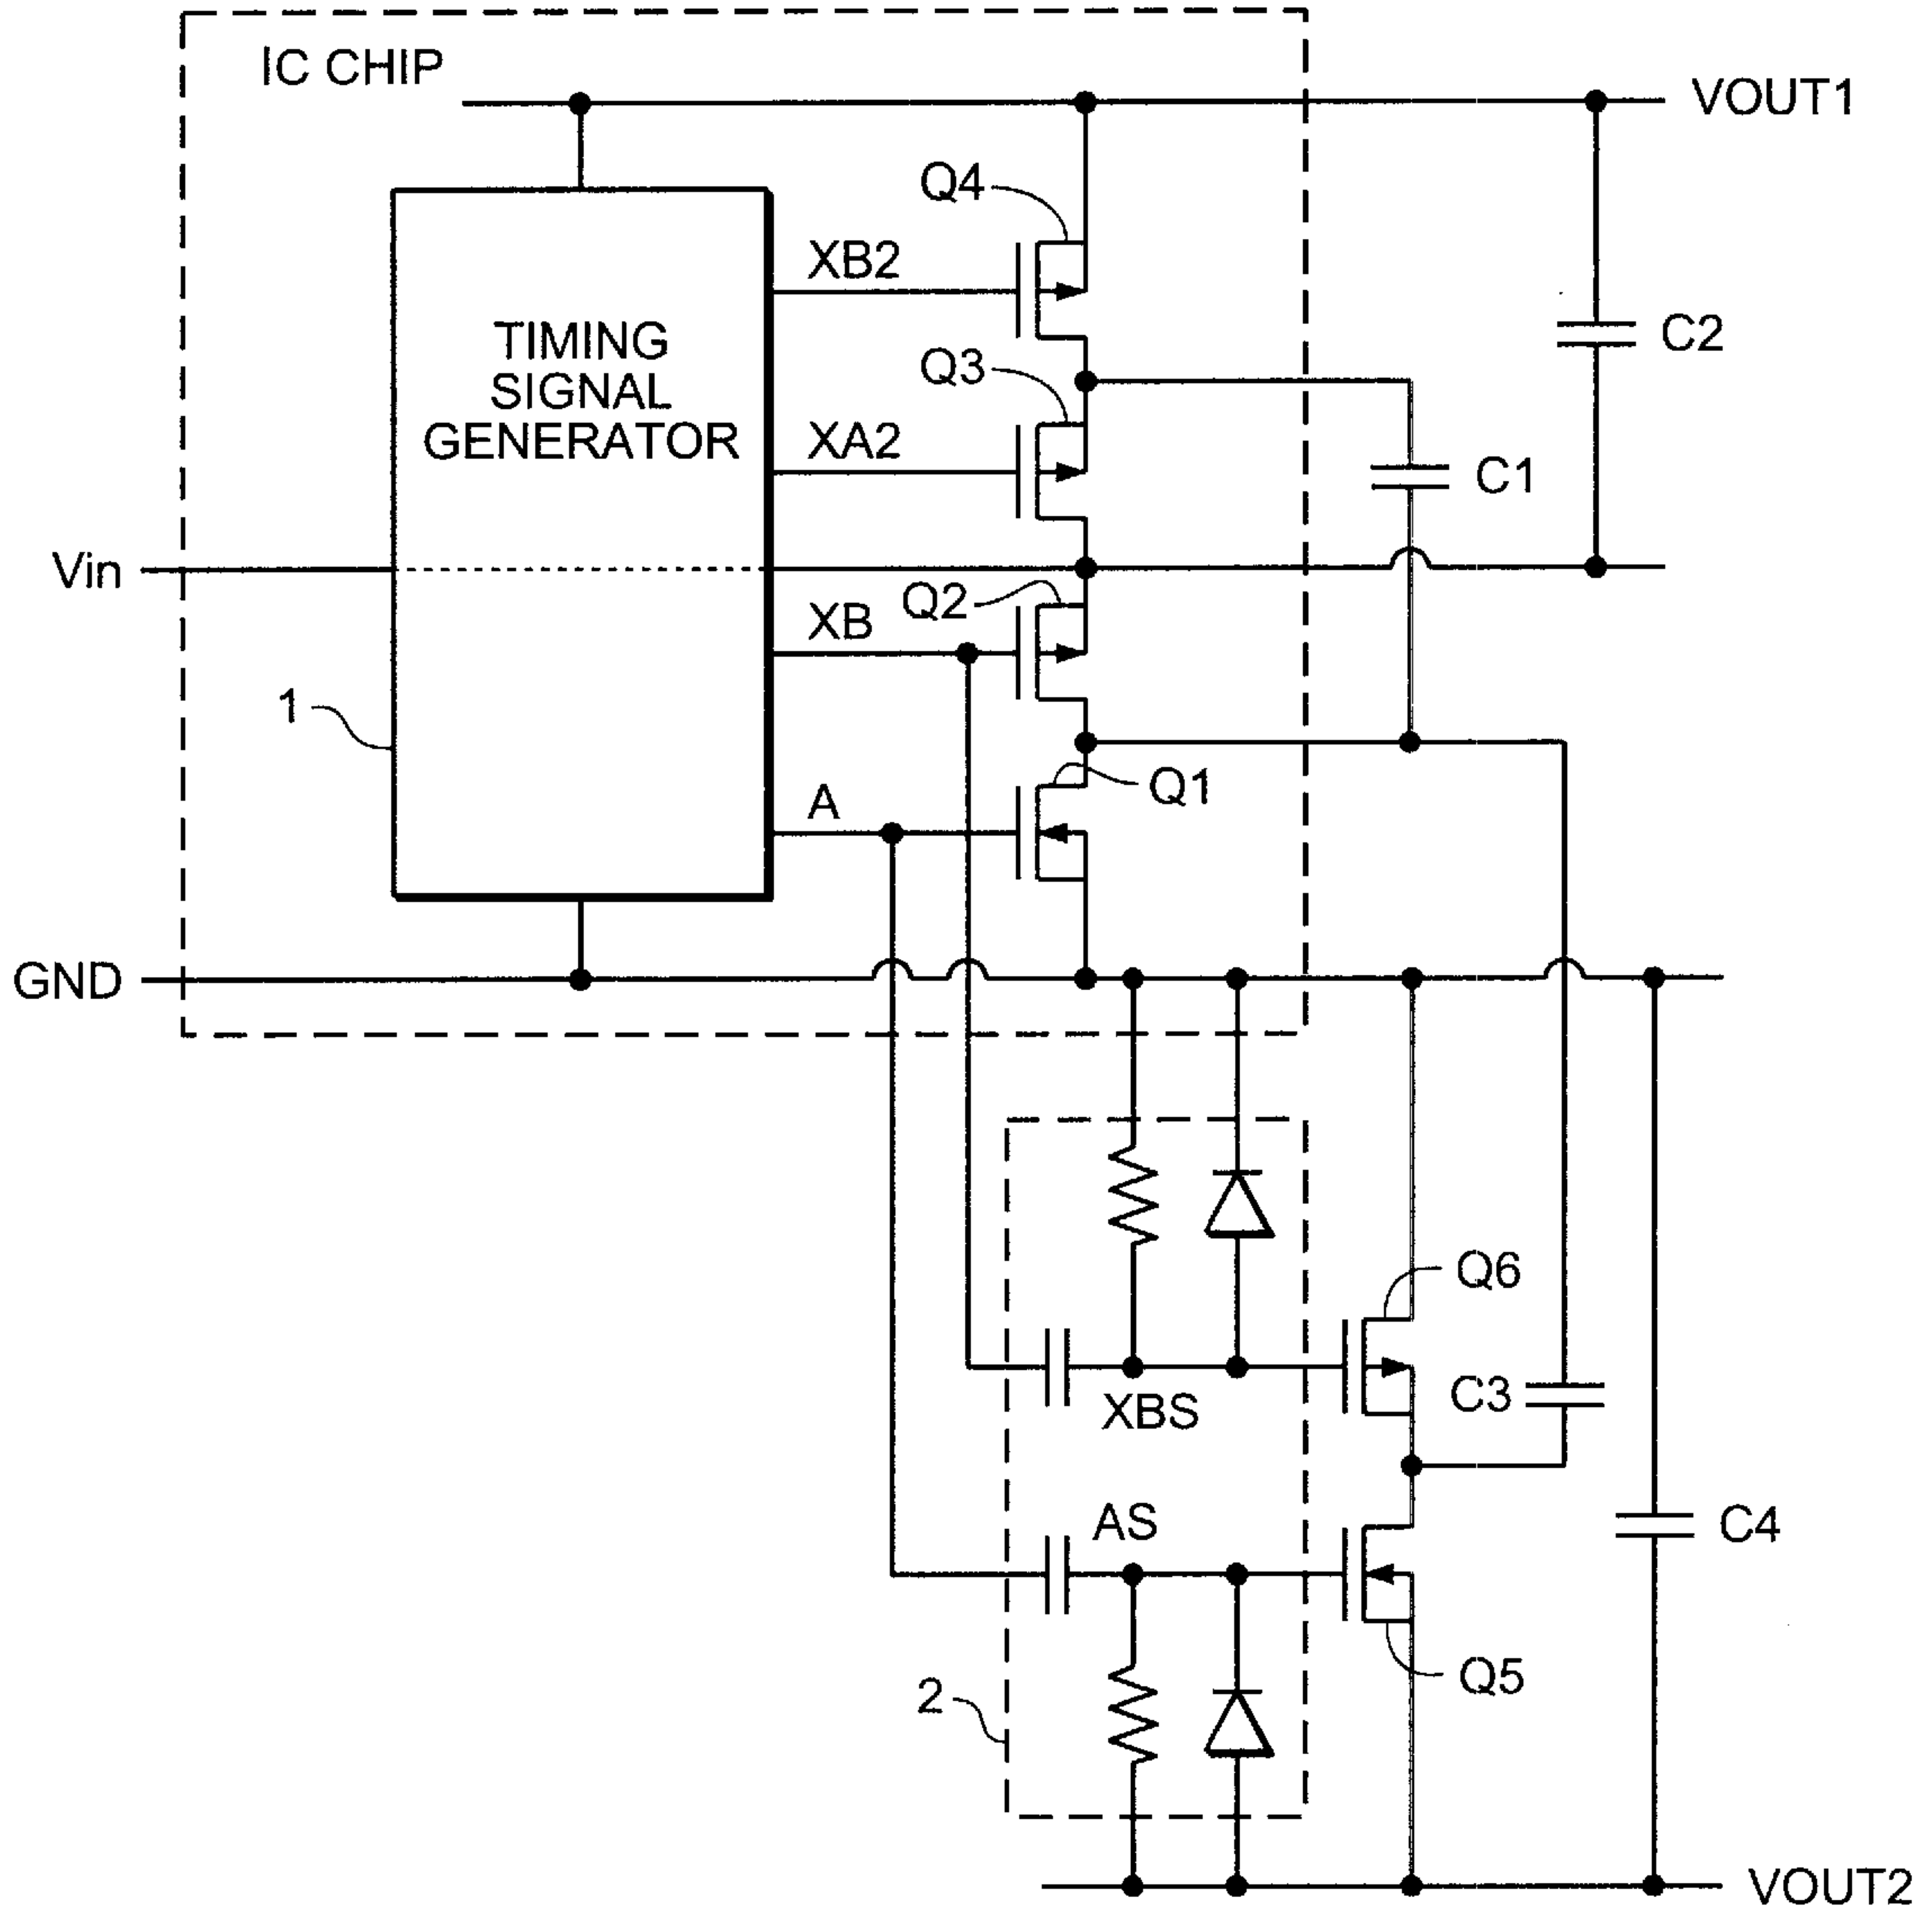 IC CHIP
VOUT1
Q4
XB2
TIMING
SIGNAL
GENERATOR
C2
Q3
XA2
C1
Vin
Q2
XB
1
Q1
A
GND
Q6
C3
XBS
AS
C4
Q5
2
VOUT2